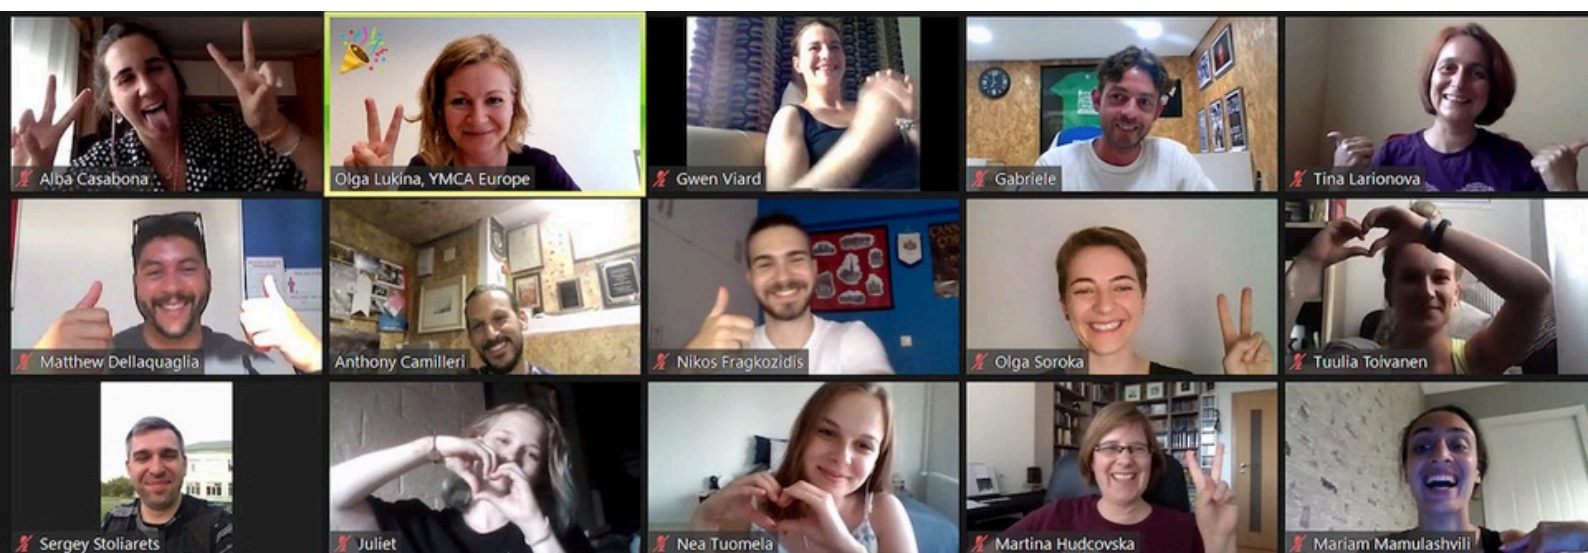 Alba Casabona
Olga Lukina, YMCA Europe
Gwen Viard
Gabriele
Tina Larionova
Matthew Dellaquaglia
Anthony Camilleri
Nikos Fragkozidis
Olga Soroka
Tuulia Toivanen
Sergey Stoliarets
Juliet
Nea Tuomela
Martina Hudcovska
Mariam Mamulashvili